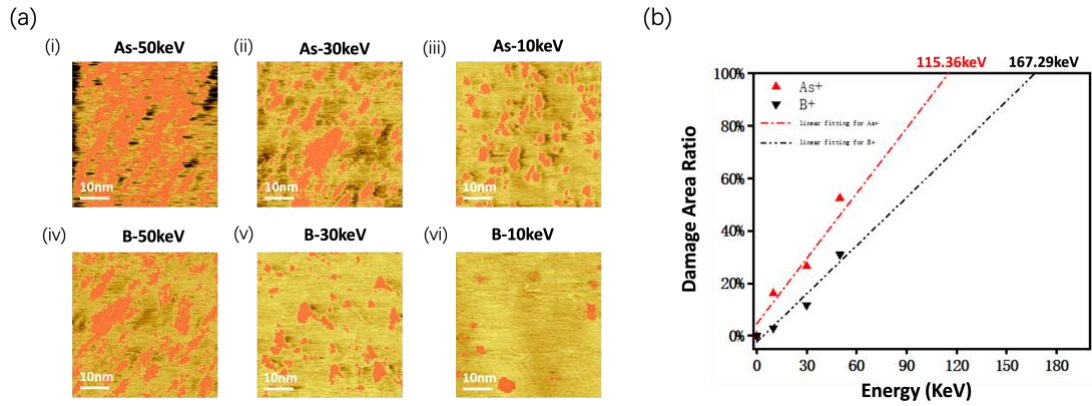 (a)
(i) As-50keV
(ii) As-30keV
(iii) As-10keV
10nm
10nm
10nm
(iv) B-50keV
(v) B-30keV
(vi) B-10keV
10nm
10nm
10nm
(b)
115.36keV 167.29keV
100%
80%
60%
40%
20%
0%
Damage Area Ratio
As+
B+
linear fitting for As+
linear fitting for B+
0 30 60 90 120 150 180
Energy (KeV)